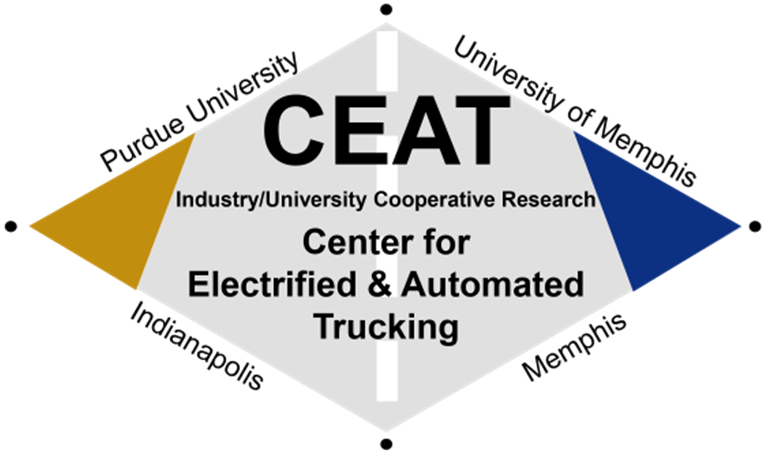 Purdue University
University of Memphis
CEAT
Industry/University Cooperative Research
Center for
Electrified & Automated
Trucking
Indianapolis
Memphis